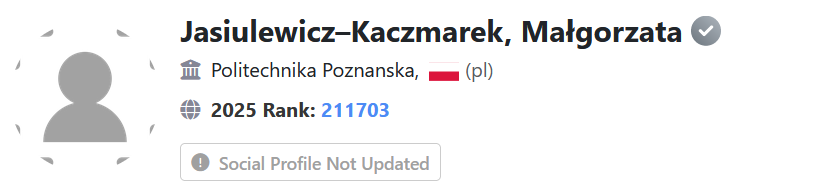 Jasiulewicz–Kaczmarek, Małgorzata
Politechnika Poznanska, (pl)
2025 Rank: 211703
Social Profile Not Updated